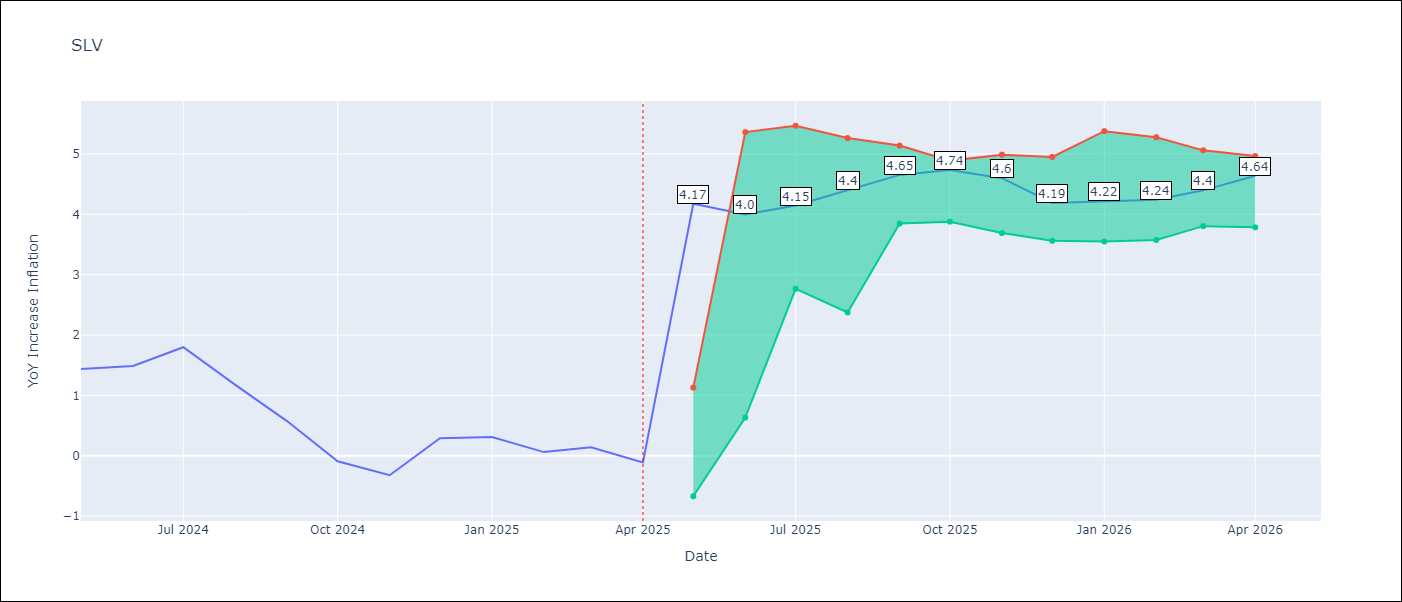 SLV
YoY Increase Inflation
5
4
3
2
1
0
−1
4.17
4.0
4.15
4.4
4.65
4.74
4.6
4.19
4.22
4.24
4.4
4.64
Jul 2024
Oct 2024
Jan 2025
Apr 2025
Jul 2025
Oct 2025
Jan 2026
Apr 2026
Date